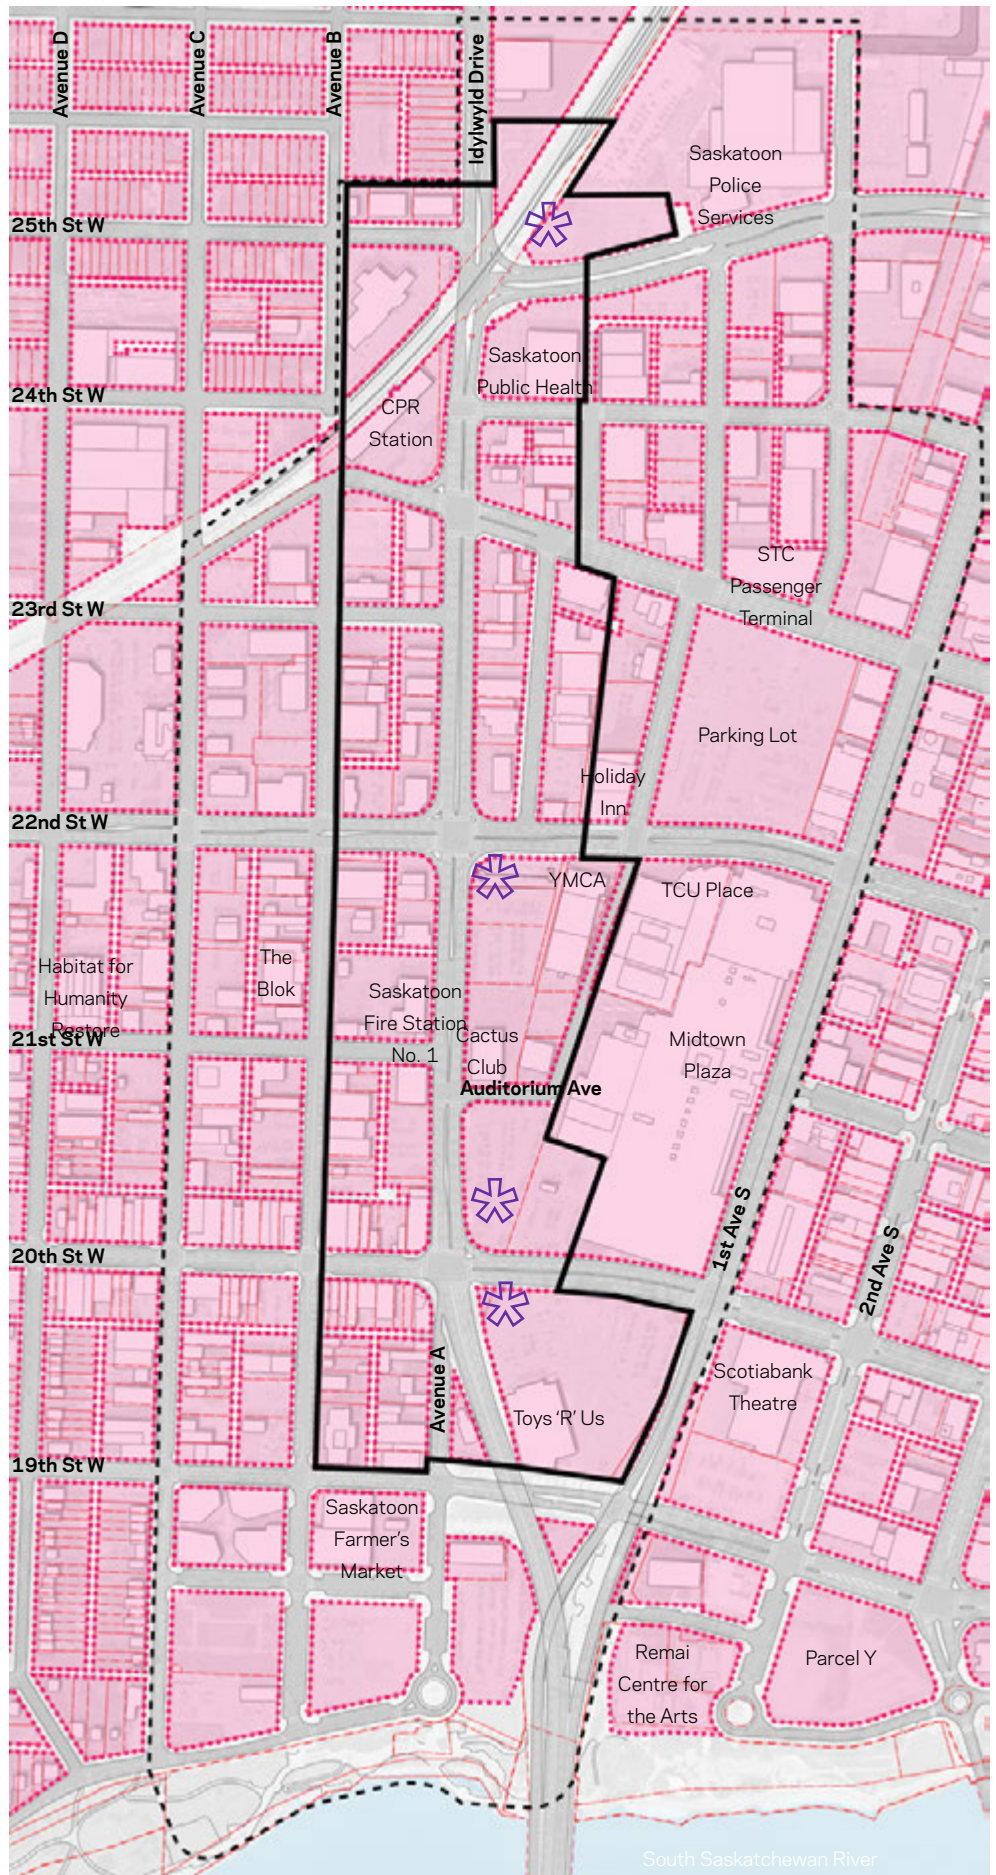 Avenue D
Avenue C
Avenue B
Idylwyld Drive
Saskatoon
Police
Services
25th St W
Saskatoon
Public Health
24th St W
CPR
Station
STC
Passenger
Terminal
23rd St W
Parking Lot
Holiday
Inn
22nd St W
YMCA
TCU Place
The
Blok
Habitat for
Humanity
Restore
Saskatoon
Fire Station
No. 1
Cactus
Club
21st St W
Midtown
Plaza
Auditorium Ave
1st Ave S
2nd Ave S
20th St W
Avenue A
Scotiabank
Theatre
Toys ‘R’ Us
19th St W
Saskatoon
Farmer’s
Market
Remai
Centre for
the Arts
Parcel Y
South Saskatchewan River